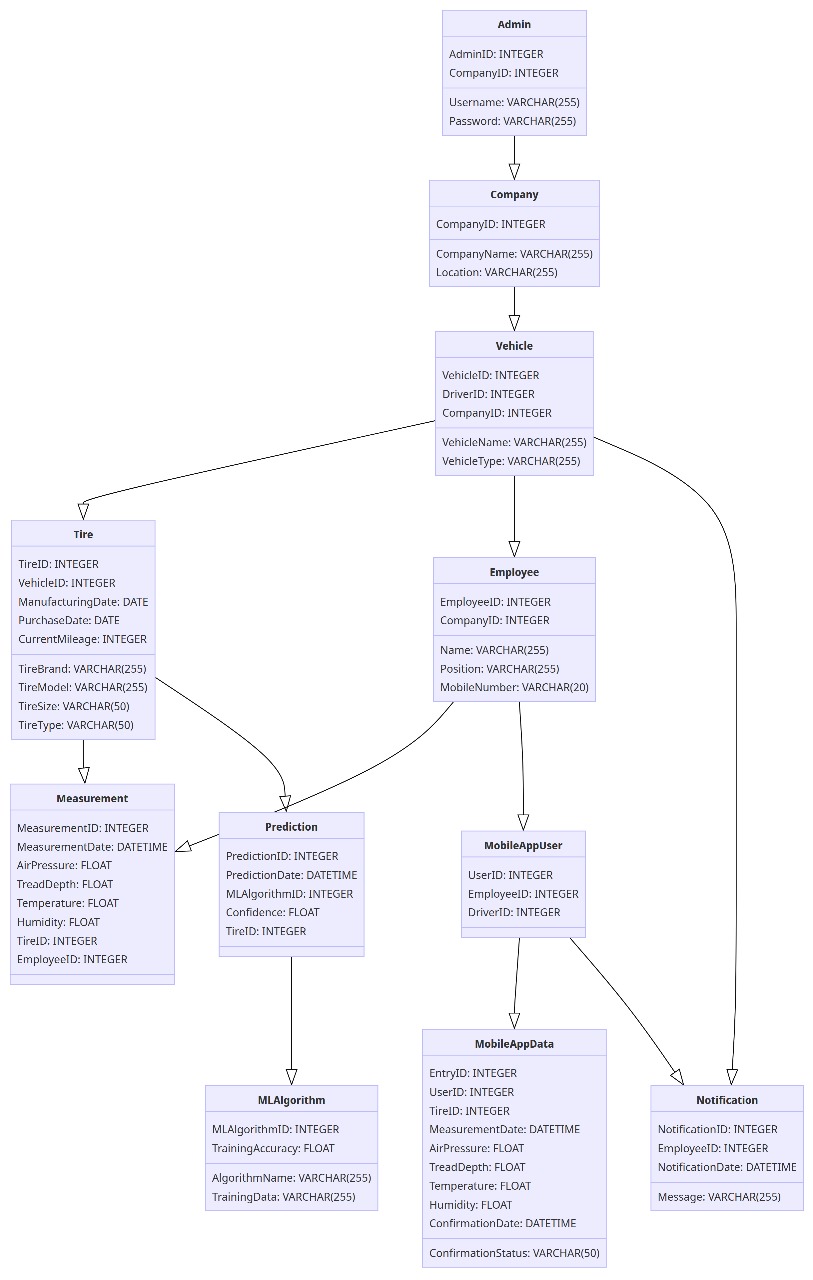 Admin
AdminID: INTEGER
CompanyID: INTEGER
Username: VARCHAR(255)
Password: VARCHAR(255)
Company
CompanyID: INTEGER
CompanyName: VARCHAR(255)
Location: VARCHAR(255)
Vehicle
VehicleID: INTEGER
DriverID: INTEGER
CompanyID: INTEGER
VehicleName: VARCHAR(255)
VehicleType: VARCHAR(255)
Tire
TireID: INTEGER
VehicleID: INTEGER
ManufacturingDate: DATE
PurchaseDate: DATE
CurrentMileage: INTEGER
TireBrand: VARCHAR(255)
TireModel: VARCHAR(255)
TireSize: VARCHAR(50)
TireType: VARCHAR(50)
Employee
EmployeeID: INTEGER
CompanyID: INTEGER
Name: VARCHAR(255)
Position: VARCHAR(255)
MobileNumber: VARCHAR(20)
Measurement
MeasurementID: INTEGER
MeasurementDate: DATETIME
AirPressure: FLOAT
TreadDepth: FLOAT
Temperature: FLOAT
Humidity: FLOAT
TireID: INTEGER
EmployeeID: INTEGER
Prediction
PredictionID: INTEGER
PredictionDate: DATETIME
MLAlgorithmID: INTEGER
Confidence: FLOAT
TireID: INTEGER
MobileAppUser
UserID: INTEGER
EmployeeID: INTEGER
DriverID: INTEGER
MLAlgorithm
MLAlgorithmID: INTEGER
TrainingAccuracy: FLOAT
AlgorithmName: VARCHAR(255)
TrainingData: VARCHAR(255)
MobileAppData
EntryID: INTEGER
UserID: INTEGER
TireID: INTEGER
MeasurementDate: DATETIME
AirPressure: FLOAT
TreadDepth: FLOAT
Temperature: FLOAT
Humidity: FLOAT
ConfirmationDate: DATETIME
ConfirmationStatus: VARCHAR(50)
Notification
NotificationID: INTEGER
EmployeeID: INTEGER
NotificationDate: DATETIME
Message: VARCHAR(255)